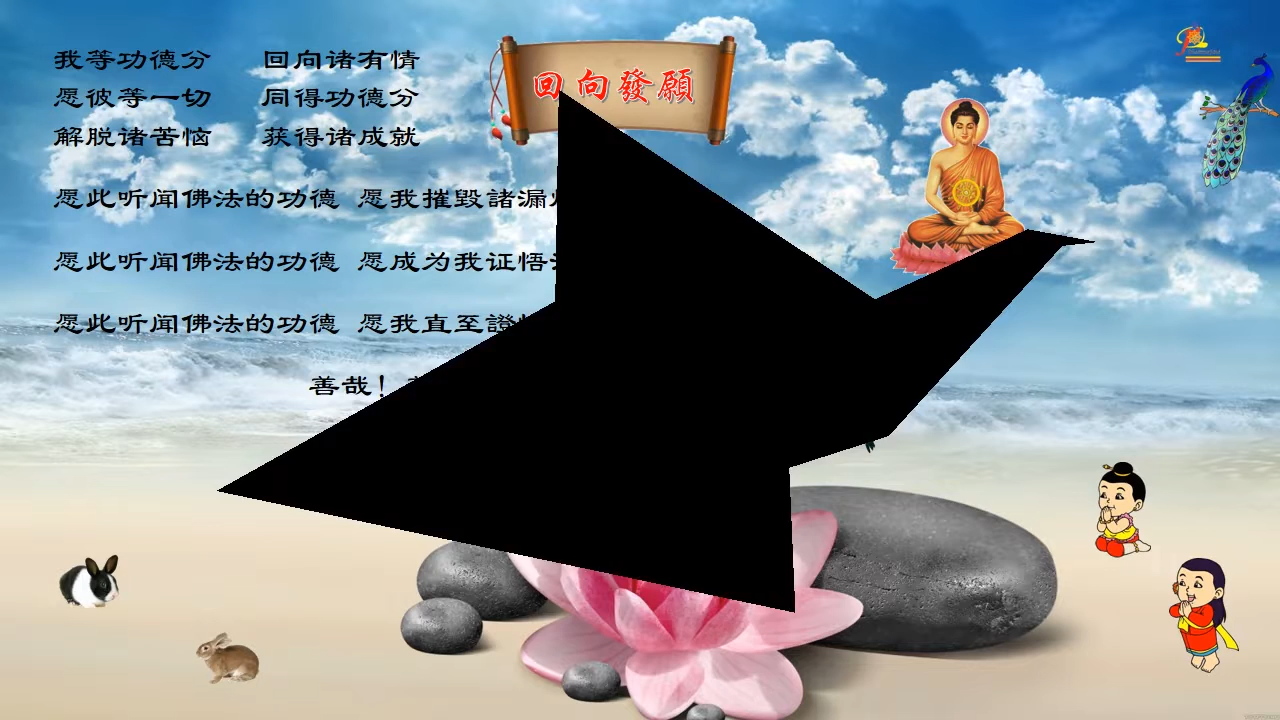 回向發願
我等功德分 回向诸有情
愿彼等一切 同得功德分
解脱诸苦恼 获得诸成就
愿此听闻佛法的功德 愿我摧毁諸漏
愿此听闻佛法的功德 愿成为我证悟
愿此听闻佛法的功德 愿我直至證
善哉！